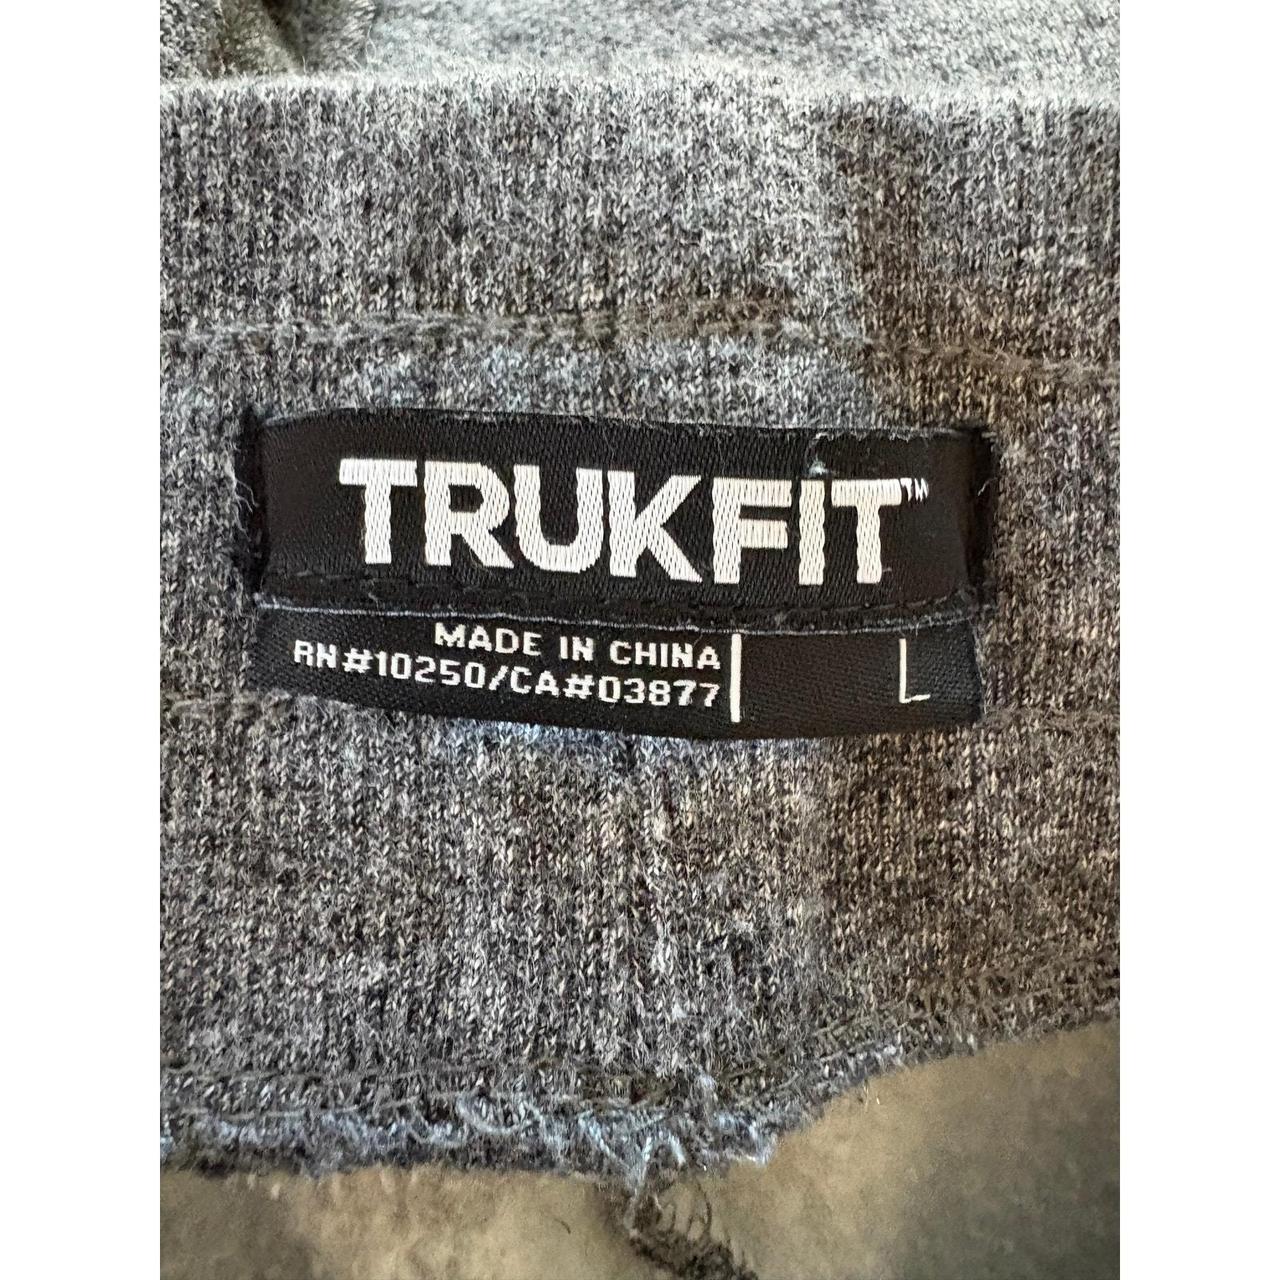 TRUKFIT™
MADE IN CHINA
RN#10250/CA#03877
L